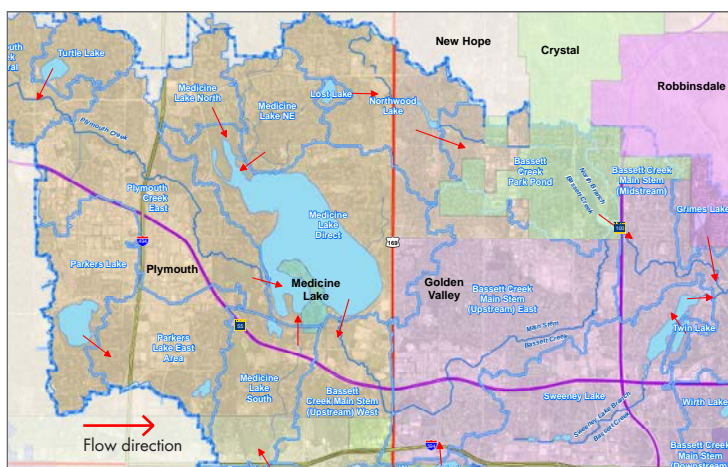 New Hope
Crystal
Robbinsdale
Turtle Lake
Medicine
Lake North
Medicine
Lake NE
Lost Lake
Northwood
Lake
Plymouth Creek
Bassett
Creek
Park Pond
North Branch
Bassett Creek
Bassett Creek
Main Stem
(Midstream)
Grimes Lake
Plymouth
Creek
East
Medicine
Lake
Direct
100
494
169
Parkers Lake
Plymouth
Medicine
Lake
Golden
Valley
Bassett Creek
Main Stem
(Upstream) East
Main Stem
Bassett Creek
Twin Lake
55
Parkers
Lake East
Area
Medicine
Lake
South
Bassett
Creek Main Stem
(Upstream) West
Sweeney Lake
Wirth Lake
Sweeney Lake Branch
Bassett Creek
Flow direction
Bassett Creek
Main Stem